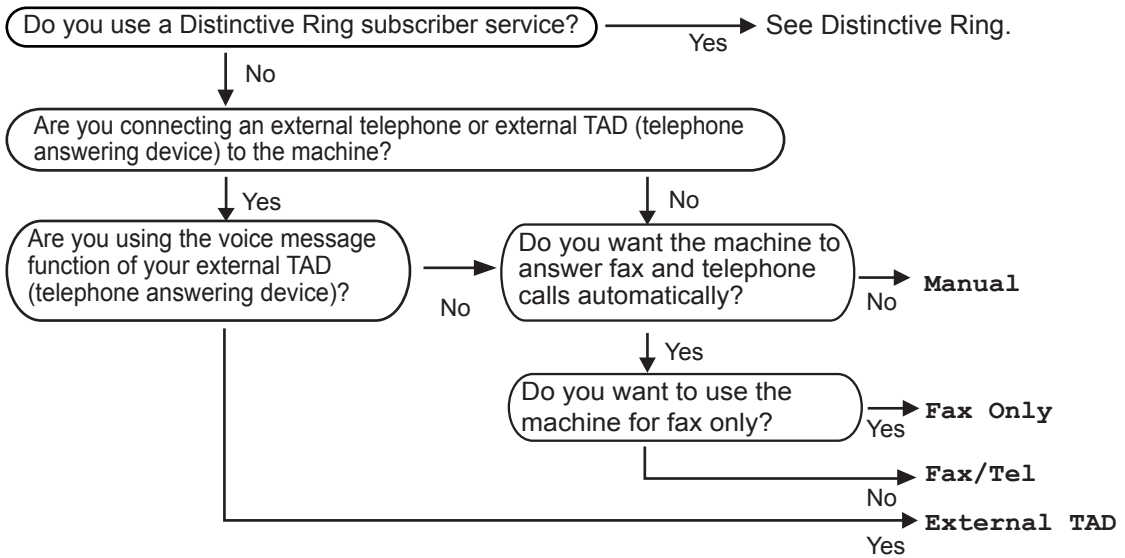 Do you use a Distinctive Ring subscriber service?
Yes
See Distinctive Ring.
No
Are you connecting an external telephone or external TAD (telephone
answering device) to the machine?
Yes
No
Are you using the voice message
function of your external TAD
(telephone answering device)?
No
Do you want the machine to
answer fax and telephone
calls automatically?
No
Manual
Yes
Do you want to use the
machine for fax only?
Yes
Fax Only
No
Fax/Tel
Yes
External TAD